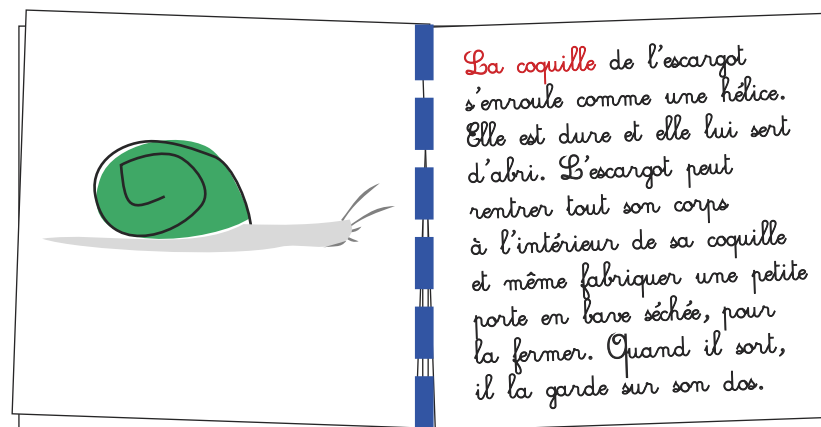 La coquille de l'escargot
s'enroule comme une hélice.
Elle est dure et elle lui sert
d'abri. L'escargot peut
rentrer tout son corps
à l'intérieur de sa coquille
et même fabriquer une petite
porte en bave séchée, pour
la fermer. Quand il sort,
il la garde sur son dos.